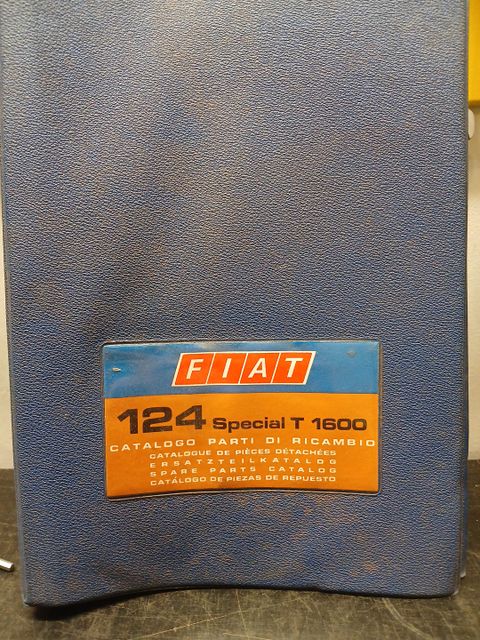 FIAT
124 Special T 1600
CATALOGO PARTI DI RICAMBIO
CATALOGUE DE PIÈCES DÉTACHÉES
ERSATZTEILKATALOG
SPARE PARTS CATALOG
CATÁLOGO DE PIEZAS DE REPUESTO